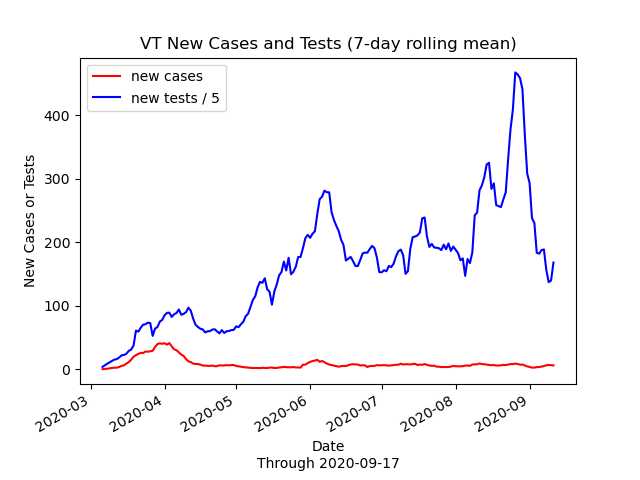 VT New Cases and Tests (7-day rolling mean)
new cases
new tests / 5
New Cases or Tests
400
300
200
100
0
2020-03
2020-04
2020-05
2020-06
2020-07
2020-08
2020-09
Date
Through 2020-09-17